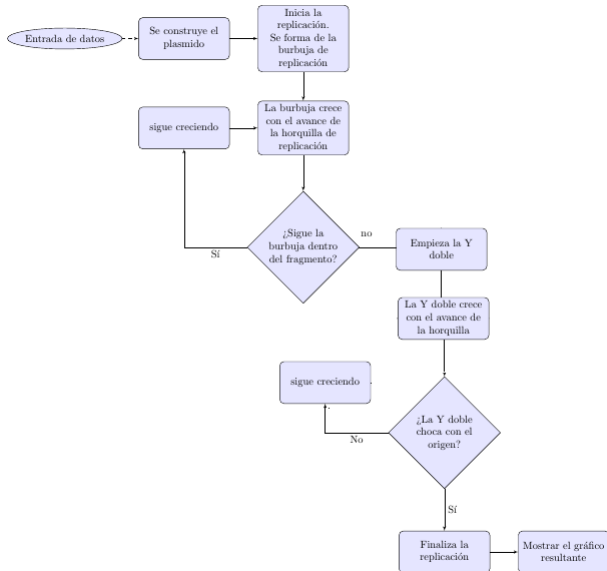 Entrada de datos
Se construye el
plasmido
Inicia la
replicación.
Se forma de la
burbuja de
replicación
sigue creciendo
La burbuja crece
con el avance de
la horquilla de
replicación
¿Sigue la
burbuja dentro
del fragmento?
Sí
no
Empieza la Y
doble
La Y doble crece
con el avance de
la horquilla
sigue creciendo
¿La Y doble
choca con el
origen?
No
Sí
Finaliza la
replicación
Mostrar el gráfico
resultante